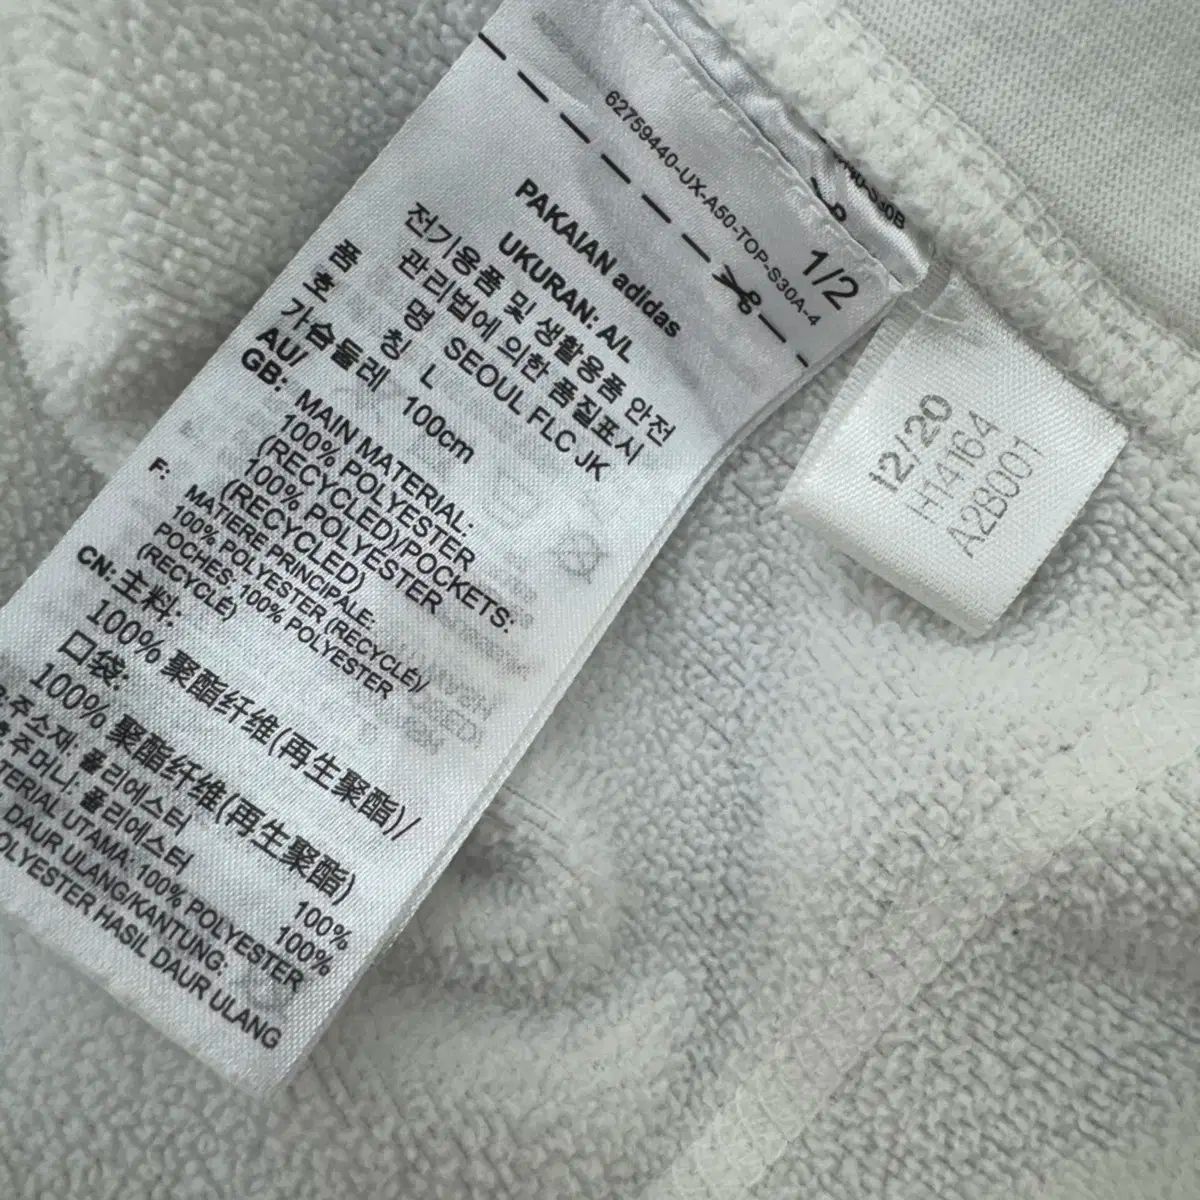 62759440-UX-A50-TOP-S30A-4
1/2
PAKAIAN adidas
UKURAN: A/L
전기용품 및 생활용품 안전
관리법에 의한 품질표시
품 명 SEOUL FLC JK
호 칭 L
가슴둘레 100cm
AU/
GB: MAIN MATERIAL:
100% POLYESTER
(RECYCLED)/POCKETS:
100% POLYESTER
(RECYCLED)
F: MATIERE PRINCIPALE:
100% POLYESTER (RECYCLÉ)/
POCHES: 100% POLYESTER
(RECYCLÉ)
CN: 主料:
100% 聚酯纤维(再生聚酯)/
口袋:
100% 聚酯纤维(再生聚酯)
주소재: 폴리에스터 100%
주머니: 폴리에스터 100%
UTAMA: 100% POLYESTER
DAUR ULANG/KANTUNG:
HASIL DAUR ULANG
12/20
H14164
A2B001